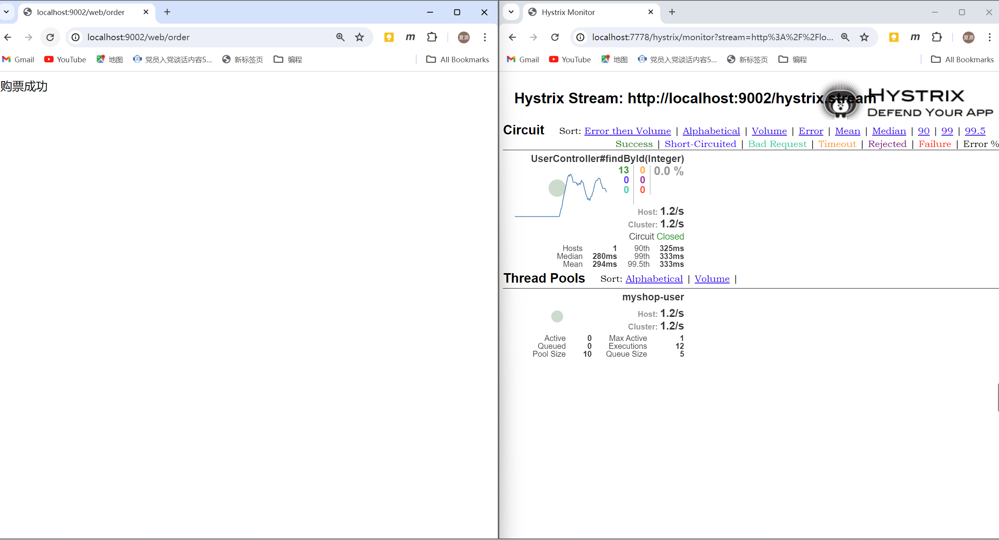 localhost:9002/web/order
localhost:9002/web/order
夏源
Gmail
YouTube
地图
党员入党谈话内容5...
新标签页
编程
All Bookmarks
购票成功
Hystrix Monitor
localhost:7778/hystrix/monitor?stream=http%3A%2F%2Flo...
夏源
Gmail
YouTube
地图
党员入党谈话内容5...
新标签页
编程
All Bookmarks
Hystrix Stream: http://localhost:9002/hystrix.stream
HYSTRIX
DEFEND YOUR APP
Circuit Sort: Error then Volume | Alphabetical | Volume | Error | Mean | Median | 90 | 99 | 99.5
Success | Short-Circuited | Bad Request | Timeout | Rejected | Failure | Error %
UserController#findById(Integer)
13 0 0.0 %
0 0
0 0
Host: 1.2/s
Cluster: 1.2/s
Circuit Closed
Hosts 1 90th 325ms
Median 280ms 99th 333ms
Mean 294ms 99.5th 333ms
Thread Pools Sort: Alphabetical | Volume |
myshop-user
Host: 1.2/s
Cluster: 1.2/s
Active 0 Max Active 1
Queued 0 Executions 12
Pool Size 10 Queue Size 5